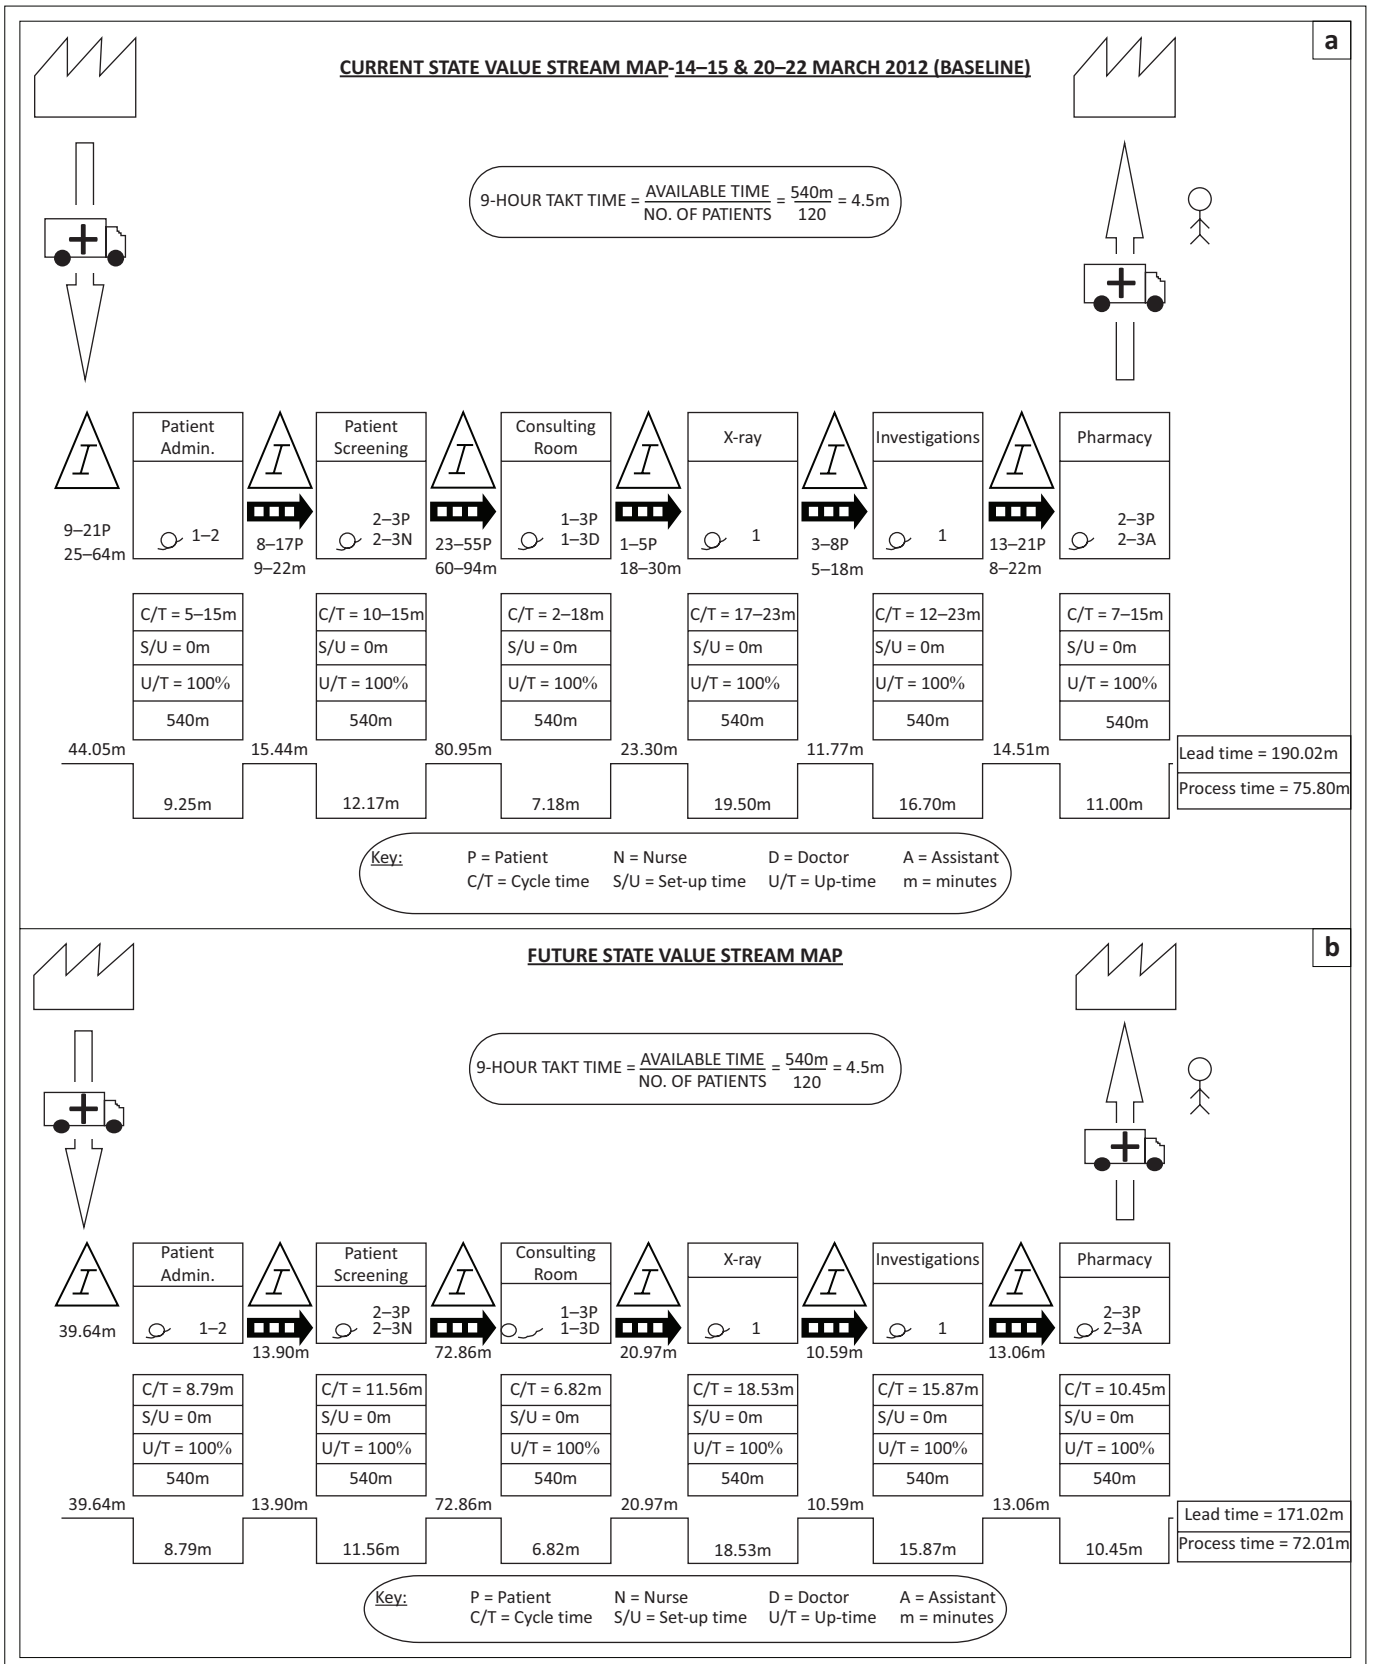 a
CURRENT STATE VALUE STREAM MAP-14–15 & 20–22 MARCH 2012 (BASELINE)
9-HOUR TAKT TIME = AVAILABLE TIME / NO. OF PATIENTS = 540m / 120 = 4.5m
I
9–21P
25–64m
Patient
Admin.
1–2
I
8–17P
9–22m
Patient
Screening
2–3P
2–3N
I
23–55P
60–94m
Consulting
Room
1–3P
1–3D
I
1–5P
18–30m
X-ray
1
I
3–8P
5–18m
Investigations
1
I
13–21P
8–22m
Pharmacy
2–3P
2–3A
C/T = 5–15m
S/U = 0m
U/T = 100%
540m
C/T = 10–15m
S/U = 0m
U/T = 100%
540m
C/T = 2–18m
S/U = 0m
U/T = 100%
540m
C/T = 17–23m
S/U = 0m
U/T = 100%
540m
C/T = 12–23m
S/U = 0m
U/T = 100%
540m
C/T = 7–15m
S/U = 0m
U/T = 100%
540m
44.05m 15.44m 80.95m 23.30m 11.77m 14.51m
Lead time = 190.02m
9.25m 12.17m 7.18m 19.50m 16.70m 11.00m
Process time = 75.80m
Key: P = Patient N = Nurse D = Doctor A = Assistant
C/T = Cycle time S/U = Set-up time U/T = Up-time m = minutes
b
FUTURE STATE VALUE STREAM MAP
9-HOUR TAKT TIME = AVAILABLE TIME / NO. OF PATIENTS = 540m / 120 = 4.5m
I
39.64m
Patient
Admin.
1–2
I
13.90m
Patient
Screening
2–3P
2–3N
I
72.86m
Consulting
Room
1–3P
1–3D
I
20.97m
X-ray
1
I
10.59m
Investigations
1
I
13.06m
Pharmacy
2–3P
2–3A
C/T = 8.79m
S/U = 0m
U/T = 100%
540m
C/T = 11.56m
S/U = 0m
U/T = 100%
540m
C/T = 6.82m
S/U = 0m
U/T = 100%
540m
C/T = 18.53m
S/U = 0m
U/T = 100%
540m
C/T = 15.87m
S/U = 0m
U/T = 100%
540m
C/T = 10.45m
S/U = 0m
U/T = 100%
540m
39.64m 13.90m 72.86m 20.97m 10.59m 13.06m
Lead time = 171.02m
8.79m 11.56m 6.82m 18.53m 15.87m 10.45m
Process time = 72.01m
Key: P = Patient N = Nurse D = Doctor A = Assistant
C/T = Cycle time S/U = Set-up time U/T = Up-time m = minutes